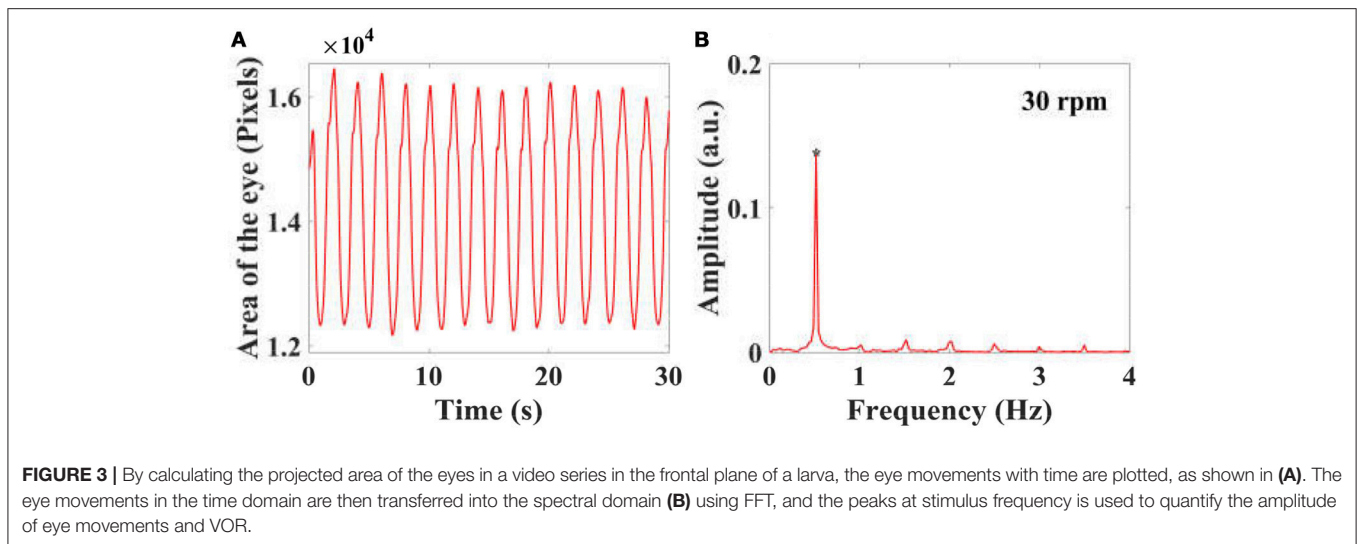 A
×10⁴
Area of the eye (Pixels)
1.6
1.4
1.2
0
10
20
30
Time (s)
B
30 rpm
Amplitude (a.u.)
0.2
0.1
0
0
1
2
3
4
Frequency (Hz)
FIGURE 3 | By calculating the projected area of the eyes in a video series in the frontal plane of a larva, the eye movements with time are plotted, as shown in (A). The
eye movements in the time domain are then transferred into the spectral domain (B) using FFT, and the peaks at stimulus frequency is used to quantify the amplitude
of eye movements and VOR.